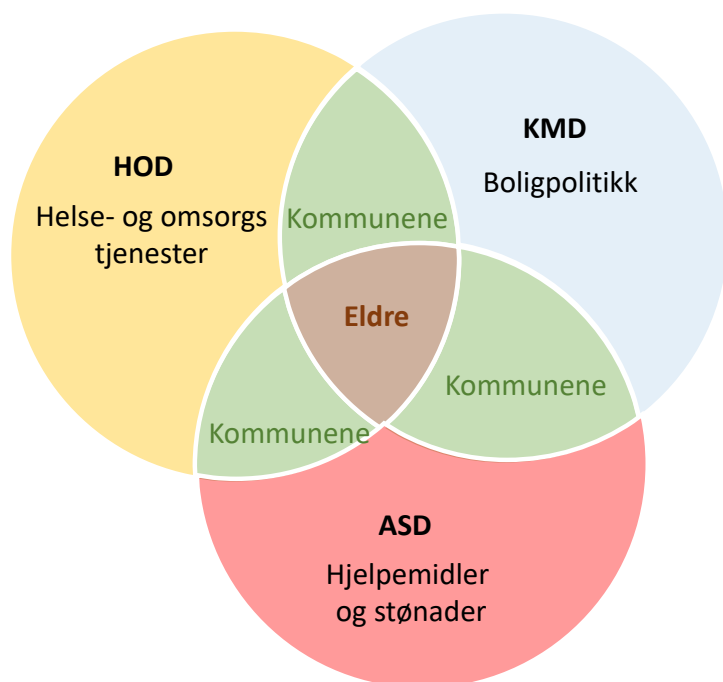 HOD
Helse- og omsorgs
tjenester
KMD
Boligpolitikk
Kommunene
Eldre
Kommunene
Kommunene
ASD
Hjelpemidler
og stønader